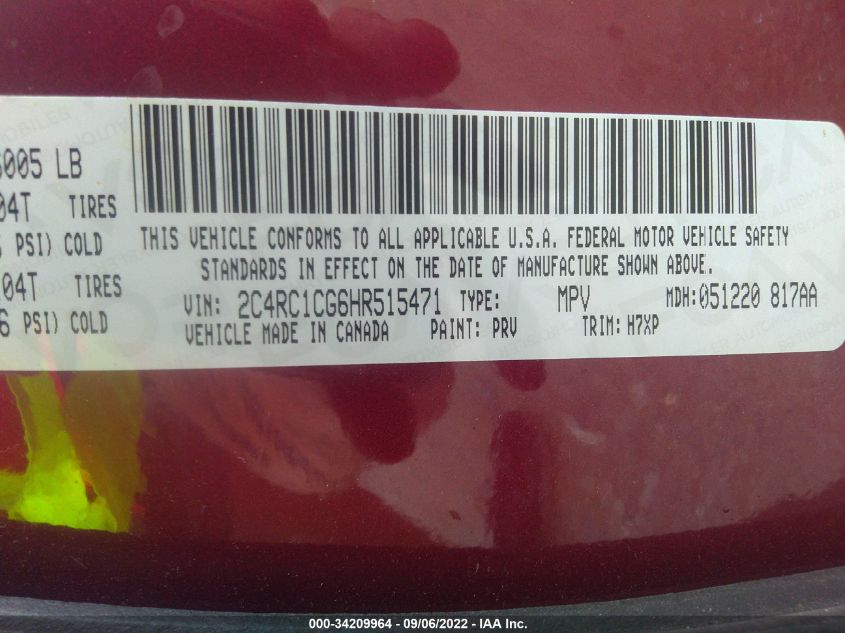 6005 LB
04T TIRES
PSI) COLD
04T TIRES
6 PSI) COLD
THIS VEHICLE CONFORMS TO ALL APPLICABLE U.S.A. FEDERAL MOTOR VEHICLE SAFETY
STANDARDS IN EFFECT ON THE DATE OF MANUFACTURE SHOWN ABOVE.
VIN: 2C4RC1CG6HR515471 TYPE: MPV MDH: 051220 817AA
VEHICLE MADE IN CANADA PAINT: PRV TRIM: H7XP
000-34209964 - 09/06/2022 - IAA Inc.